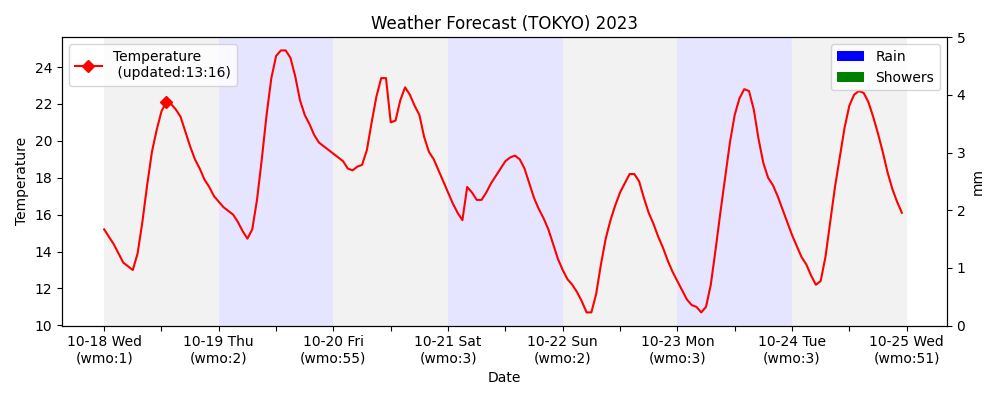 Weather Forecast (TOKYO) 2023
Temperature
(updated:13:16)
Rain
Showers
24
22
20
18
16
14
12
10
Temperature
5
4
3
2
1
0
mm
10-18 Wed
(wmo:1)
10-19 Thu
(wmo:2)
10-20 Fri
(wmo:55)
10-21 Sat
(wmo:3)
10-22 Sun
(wmo:2)
10-23 Mon
(wmo:3)
10-24 Tue
(wmo:3)
10-25 Wed
(wmo:51)
Date